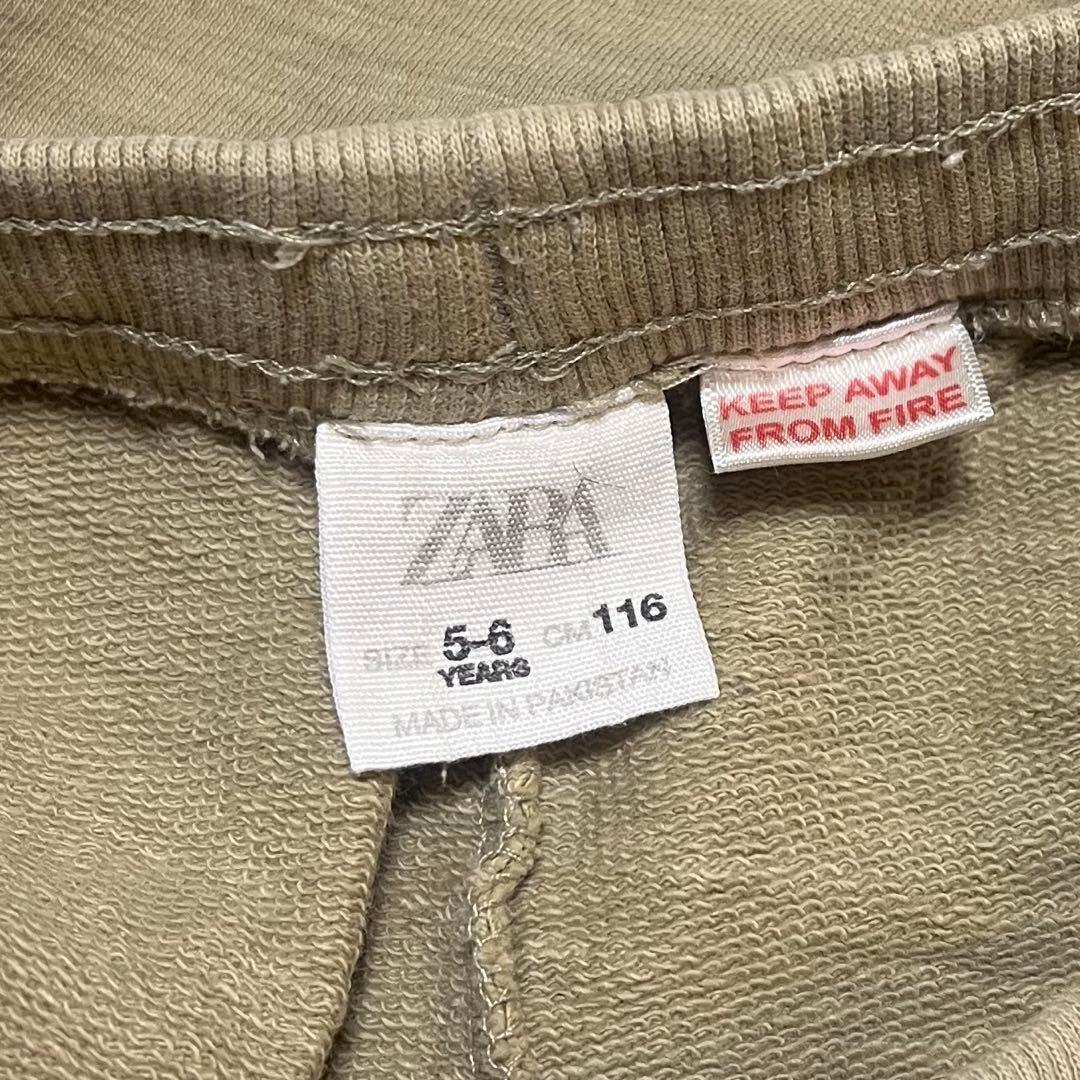 KEEP AWAY
FROM FIRE
ZARA
SIZE 5-6 CM 116
YEARS
MADE IN PAKISTAN